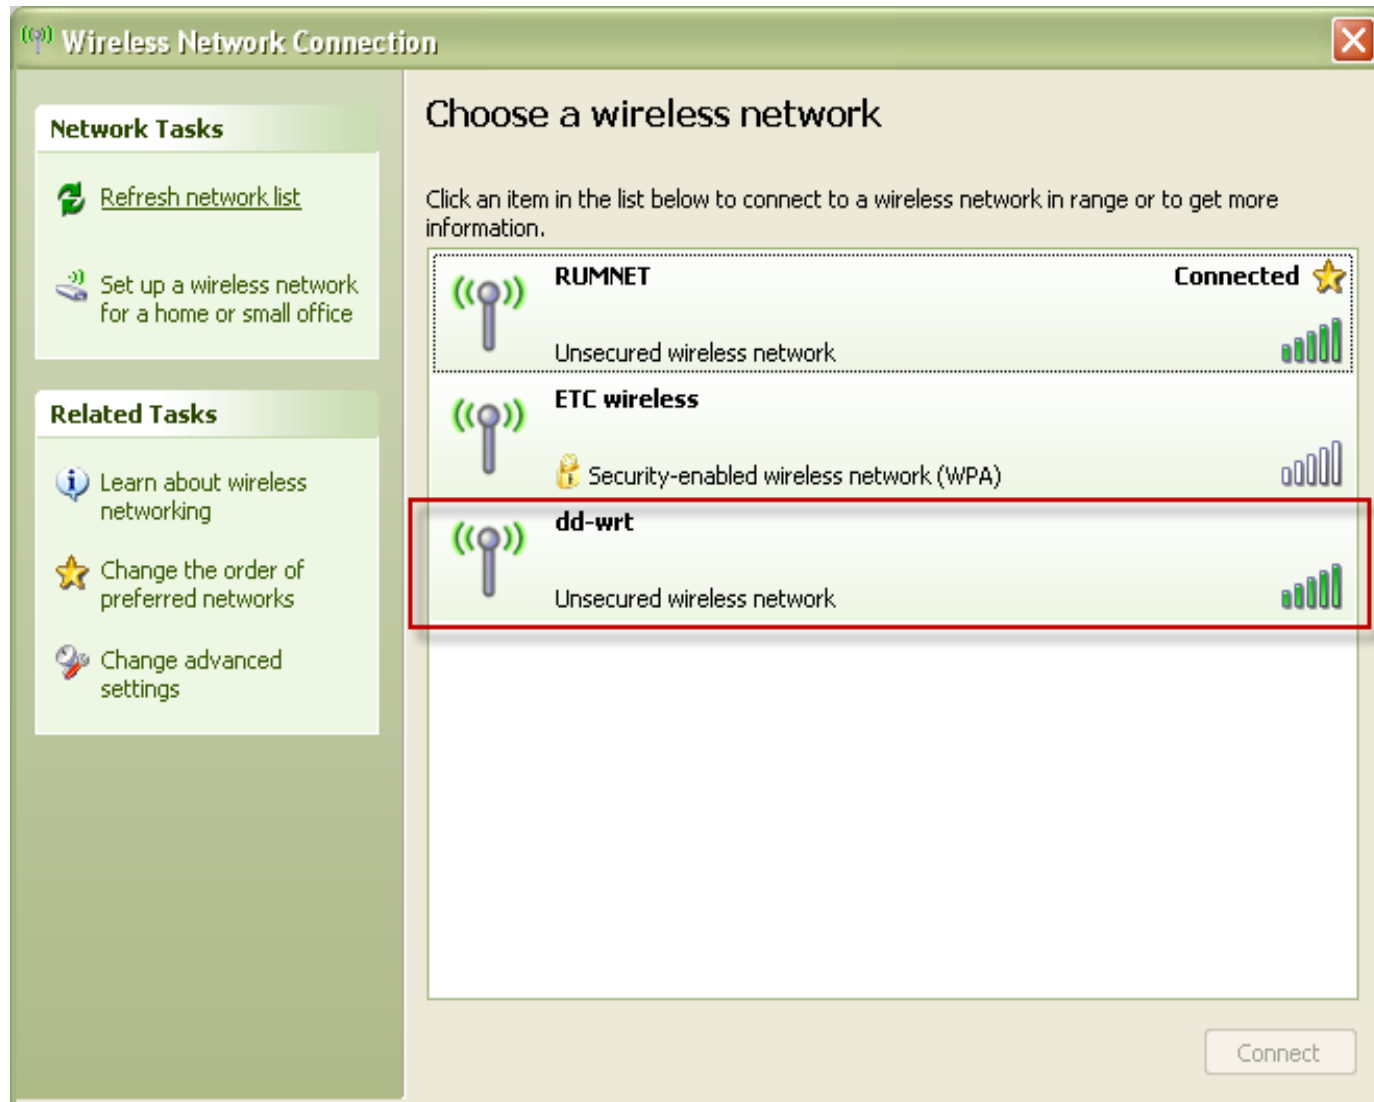 Wireless Network Connection
Network Tasks
Refresh network list
Set up a wireless network
for a home or small office
Related Tasks
Learn about wireless
networking
Change the order of
preferred networks
Change advanced
settings
Choose a wireless network
Click an item in the list below to connect to a wireless network in range or to get more
information.
RUMNET Connected
Unsecured wireless network
ETC wireless
Security-enabled wireless network (WPA)
dd-wrt
Unsecured wireless network
Connect